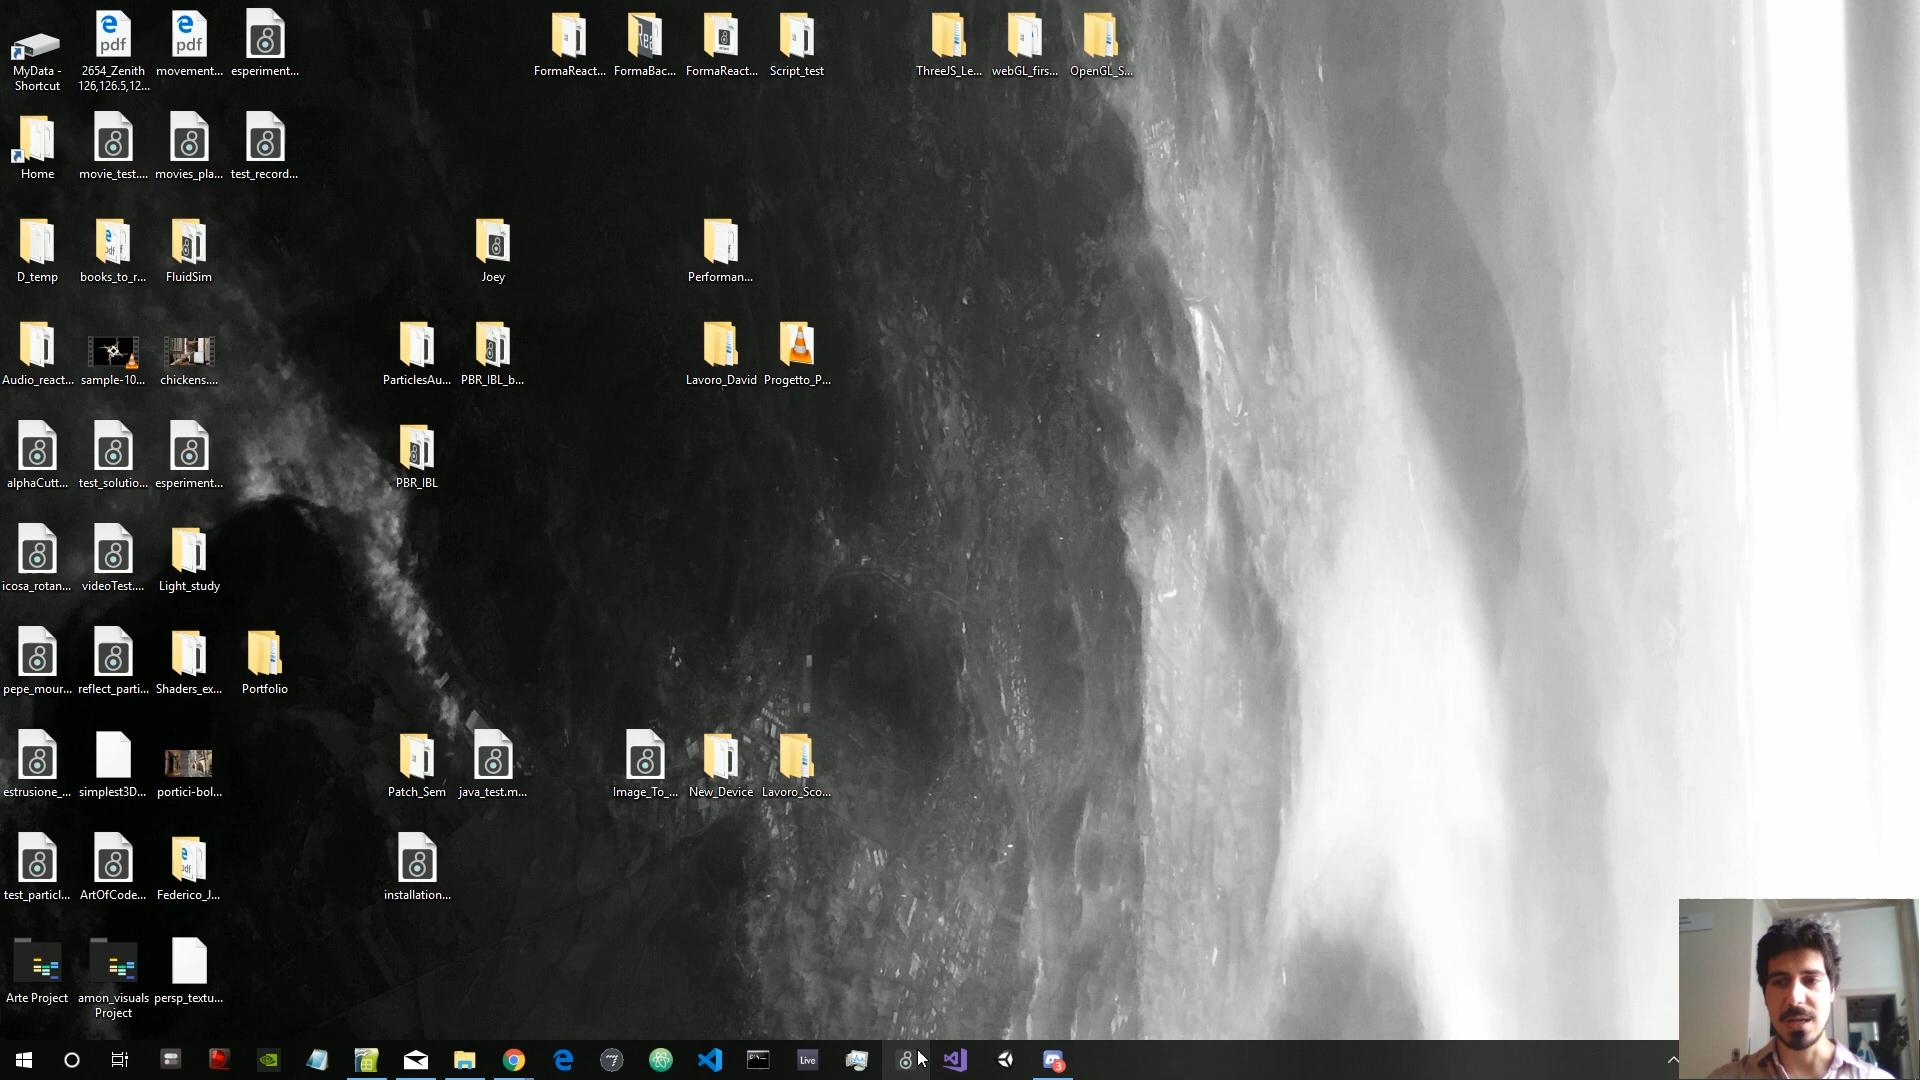 MyData -
Shortcut
2654_Zenith
126,126.5,12...
movement...
esperiment...
FormaReact...
FormaBac...
FormaReact...
Script_test
ThreeJS_Le...
webGL_firs...
OpenGL_S...
Home
movie_test....
movies_pla...
test_record...
D_temp
books_to_r...
FluidSim
Joey
Performan...
Audio_react...
sample-10...
chickens....
ParticlesAu...
PBR_IBL_b...
Lavoro_David
Progetto_P...
alphaCutt...
test_solutio...
esperiment...
PBR_IBL
icosa_rotan...
videoTest....
Light_study
pepe_mour...
reflect_parti...
Shaders_ex...
Portfolio
estrusione_...
simplest3D...
portici-bol...
Patch_Sem
java_test.m...
Image_To_...
New_Device
Lavoro_Sco...
test_particl...
ArtOfCode...
Federico_J...
installation...
Arte Project
amon_visuals
Project
persp_textu...
Live
3